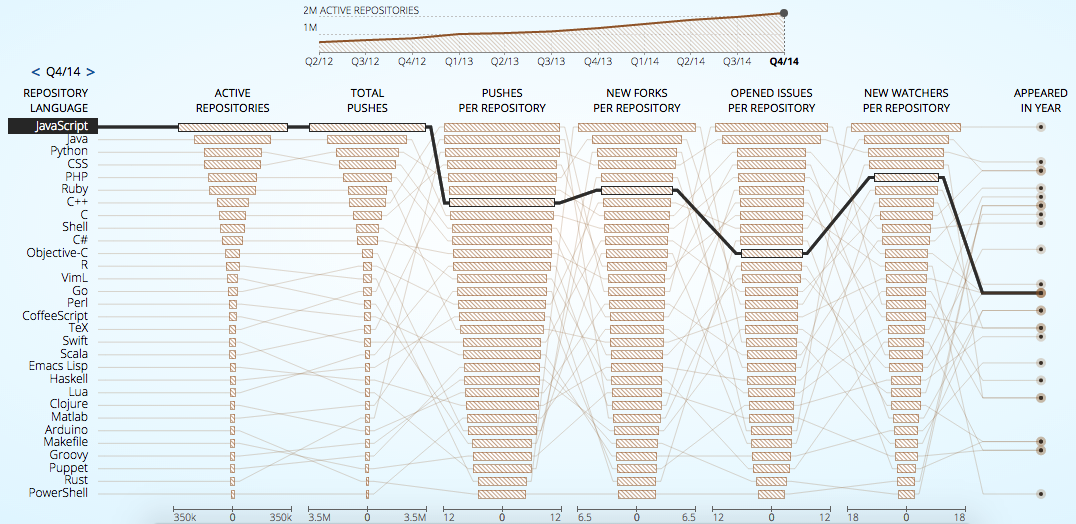 2M ACTIVE REPOSITORIES
1M
Q2/12 Q3/12 Q4/12 Q1/13 Q2/13 Q3/13 Q4/13 Q1/14 Q2/14 Q3/14 Q4/14
< Q4/14 >
REPOSITORY LANGUAGE
ACTIVE REPOSITORIES
TOTAL PUSHES
PUSHES PER REPOSITORY
NEW FORKS PER REPOSITORY
OPENED ISSUES PER REPOSITORY
NEW WATCHERS PER REPOSITORY
APPEARED IN YEAR
JavaScript
Java
Python
CSS
PHP
Ruby
C++
C
Shell
C#
Objective-C
R
VimL
Go
Perl
CoffeeScript
TeX
Swift
Scala
Emacs Lisp
Haskell
Lua
Clojure
Matlab
Arduino
Makefile
Groovy
Puppet
Rust
PowerShell
350k 0 350k 3.5M 0 3.5M 12 0 12 6.5 0 6.5 12 0 12 18 0 18